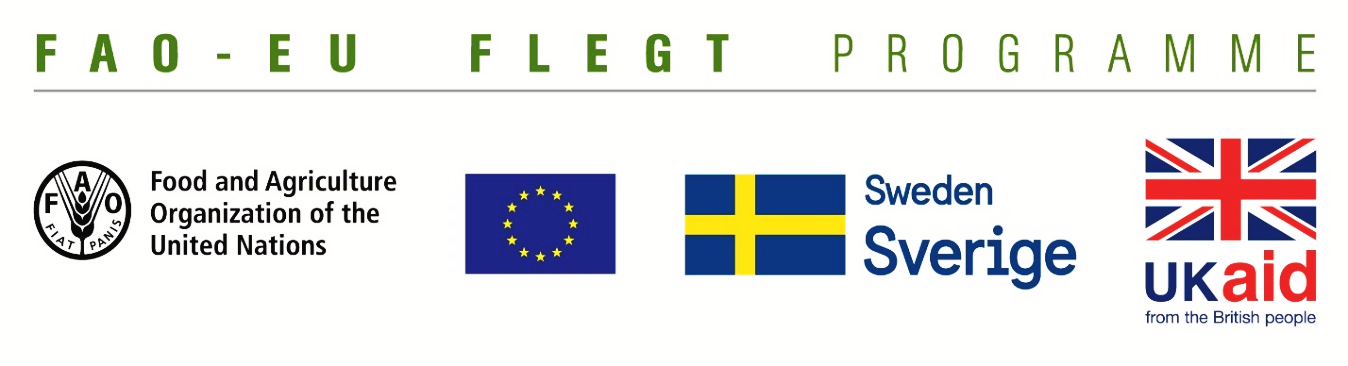 FAO-EU FLEGT PROGRAMME
FAO
FIAT PANIS
Food and Agriculture
Organization of the
United Nations
Sweden
Sverige
UKaid
from the British people